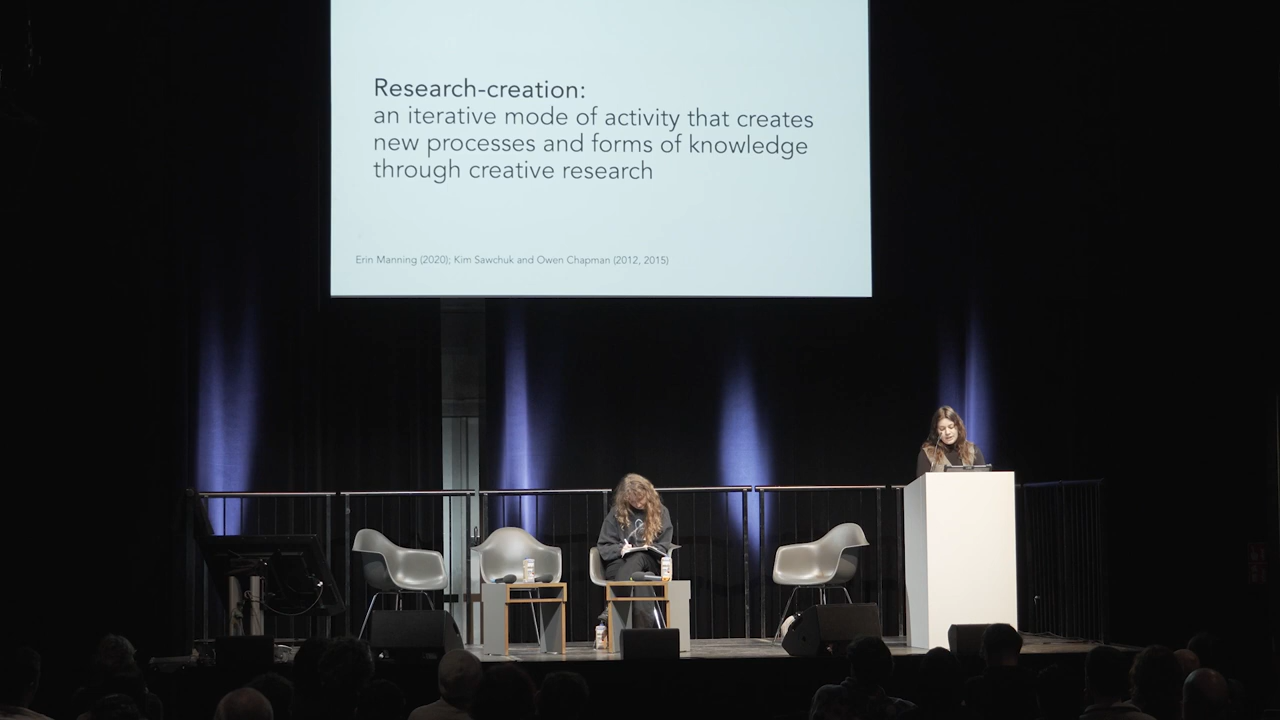 Research-creation:
an iterative mode of activity that creates
new processes and forms of knowledge
through creative research
Erin Manning (2020); Kim Sawchuk and Owen Chapman (2012, 2015)